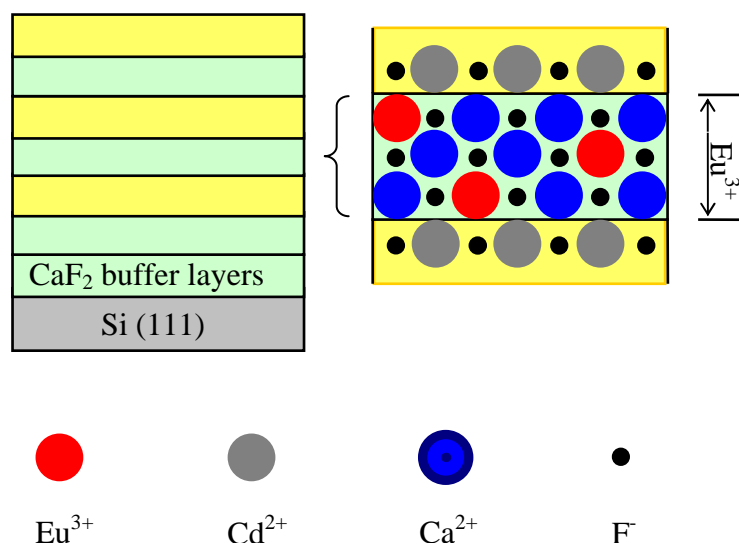 Eu³⁺
CaF₂ buffer layers
Si (111)
Eu³⁺
Cd²⁺
Ca²⁺
F⁻